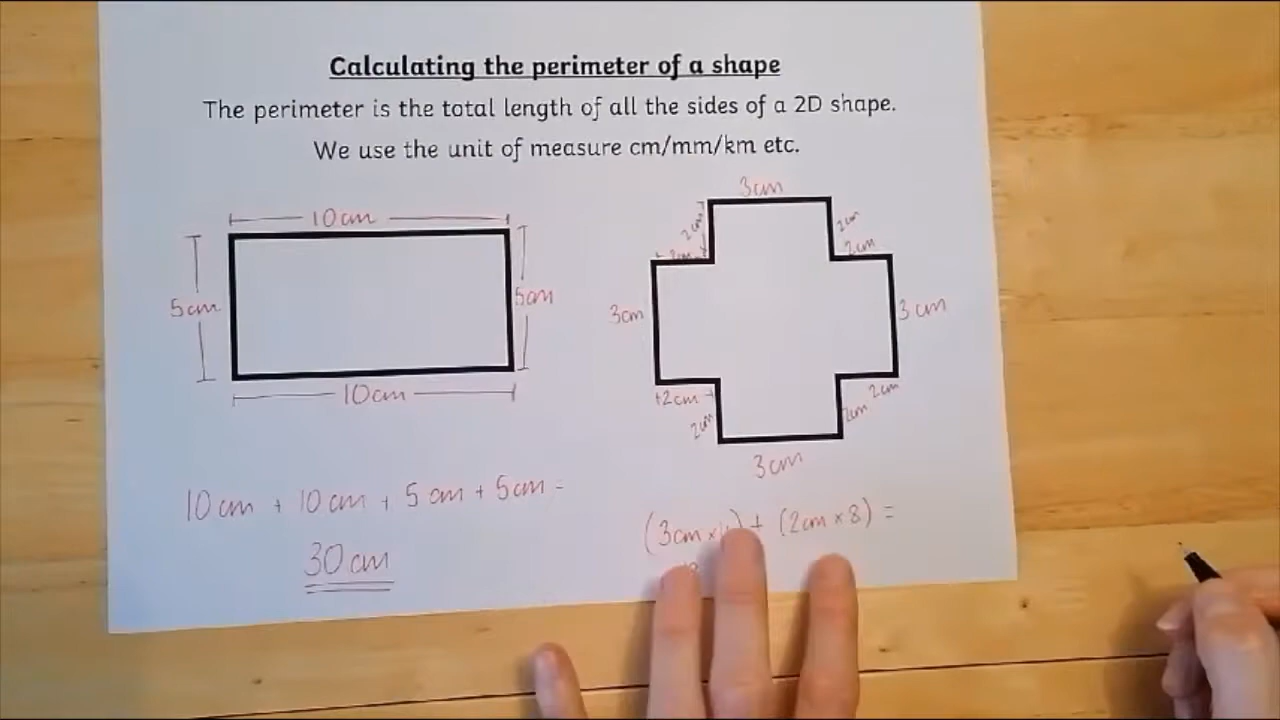 Calculating the perimeter of a shape
The perimeter is the total length of all the sides of a 2D shape.
We use the unit of measure cm/mm/km etc.
10cm
5cm
5cm
10cm
10cm + 10cm + 5cm + 5cm =
30cm
3cm
2cm
2cm
2cm
2cm
3cm
3cm
2cm
2cm
2cm
2cm
3cm
(3cm × + (2cm × 8) =